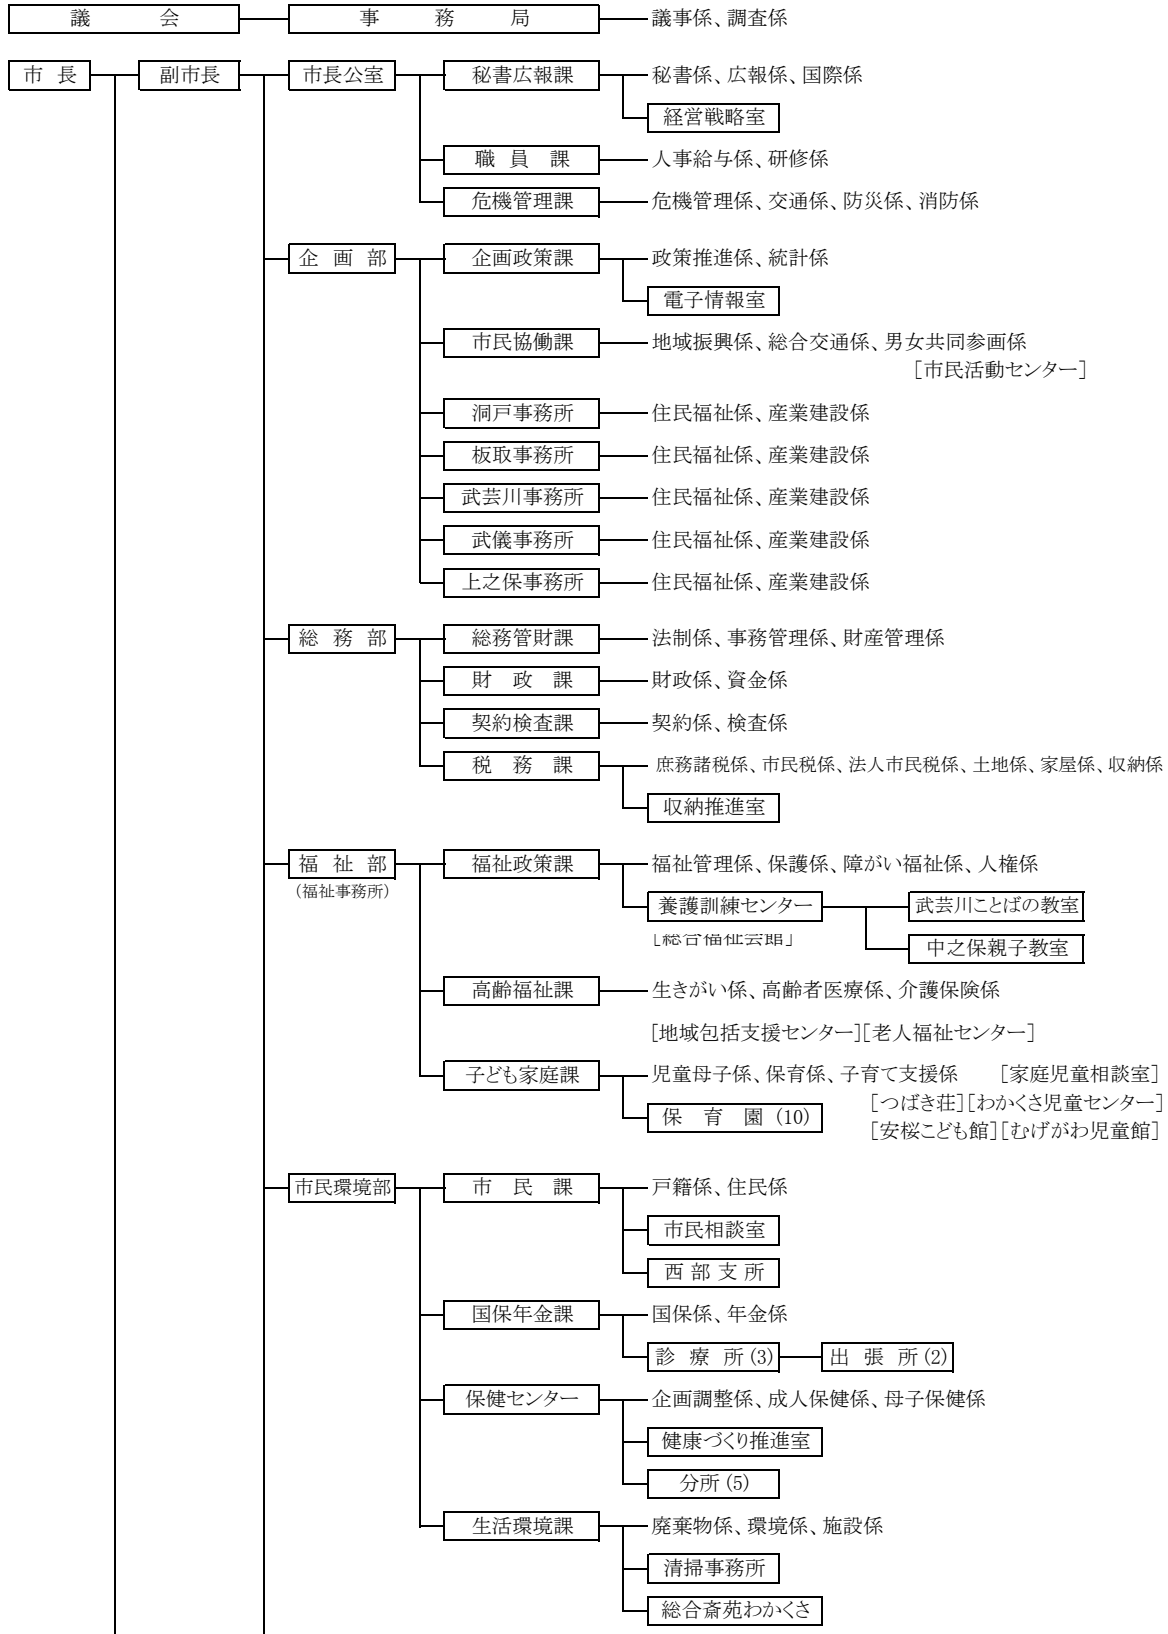 議会 事務局 議事係、調査係
市長 副市長 市長公室 秘書広報課 秘書係、広報係、国際係
経営戦略室
職員課 人事給与係、研修係
危機管理課 危機管理係、交通係、防災係、消防係
企画部 企画政策課 政策推進係、統計係
電子情報室
市民協働課 地域振興係、総合交通係、男女共同参画係
［市民活動センター］
洞戸事務所 住民福祉係、産業建設係
板取事務所 住民福祉係、産業建設係
武芸川事務所 住民福祉係、産業建設係
武儀事務所 住民福祉係、産業建設係
上之保事務所 住民福祉係、産業建設係
総務部 総務管財課 法制係、事務管理係、財産管理係
財政課 財政係、資金係
契約検査課 契約係、検査係
税務課 庶務諸税係、市民税係、法人市民税係、土地係、家屋係、収納係
収納推進室
福祉部 福祉政策課 福祉管理係、保護係、障がい福祉係、人権係
（福祉事務所） 養護訓練センター 武芸川ことばの教室
［総合福祉会館］ 中之保親子教室
高齢福祉課 生きがい係、高齢者医療係、介護保険係
［地域包括支援センター］［老人福祉センター］
子ども家庭課 児童母子係、保育係、子育て支援係 ［家庭児童相談室］
［つばき荘］［わかくさ児童センター］
保育園（10） ［安桜こども館］［むげがわ児童館］
市民環境部 市民課 戸籍係、住民係
市民相談室
西部支所
国保年金課 国保係、年金係
診療所（3） 出張所（2）
保健センター 企画調整係、成人保健係、母子保健係
健康づくり推進室
分所（5）
生活環境課 廃棄物係、環境係、施設係
清掃事務所
総合斎苑わかくさ